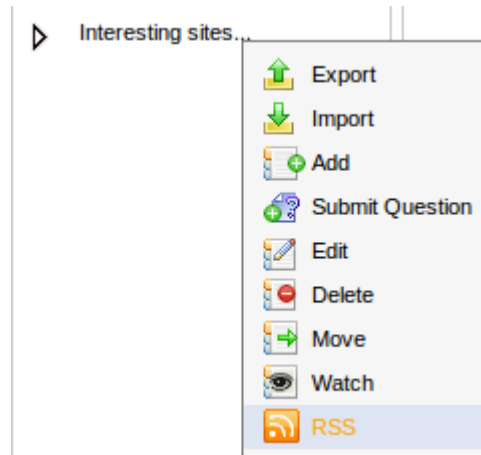 Interesting sites...
Export
Import
Add
Submit Question
Edit
Delete
Move
Watch
RSS